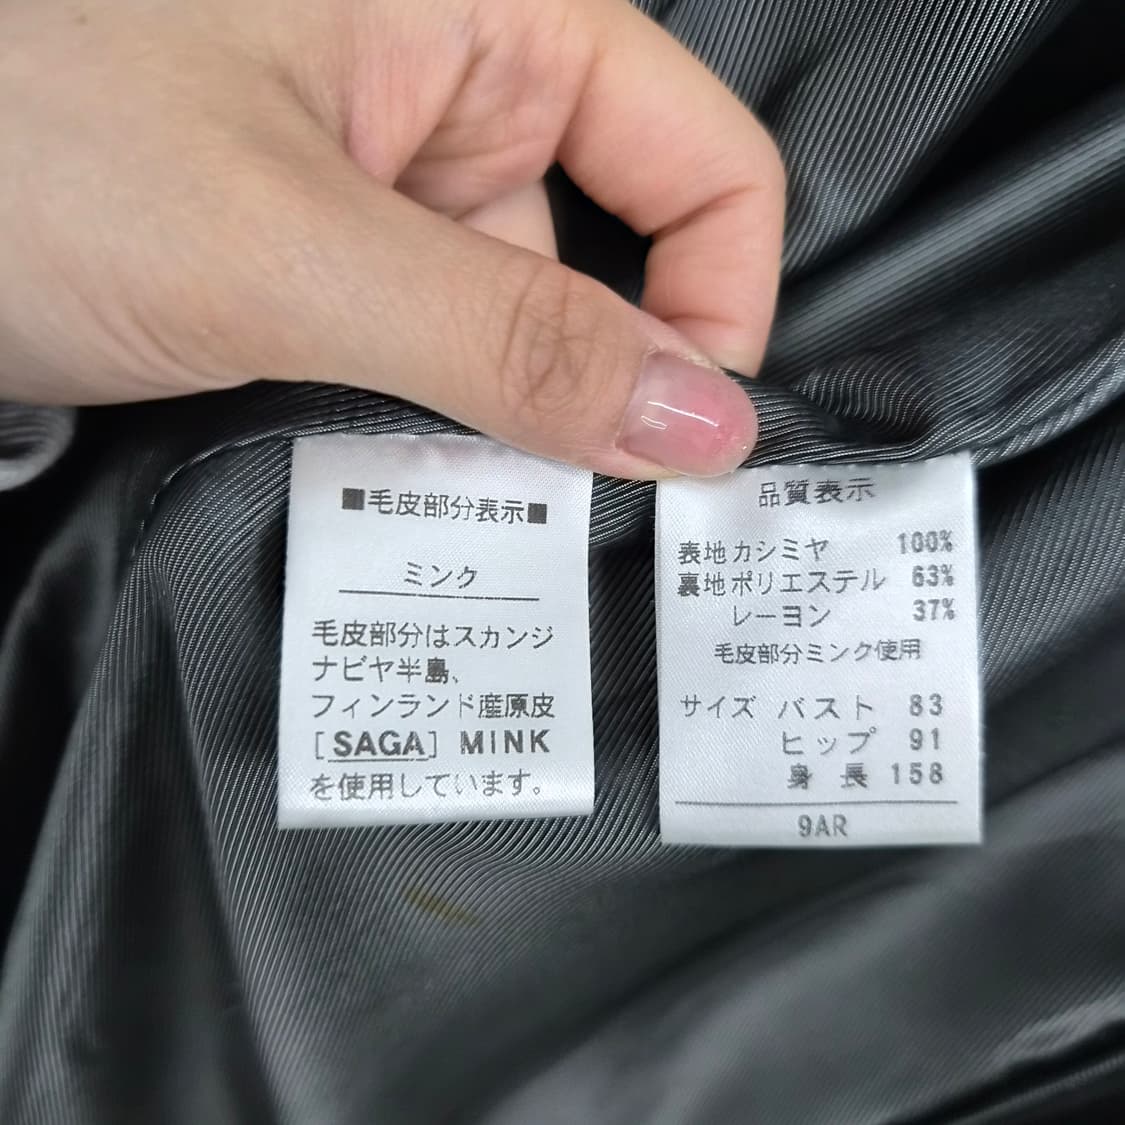 ■毛皮部分表示■
ミンク
毛皮部分はスカンジ
ナビヤ半島、
フィンランド産原皮
[SAGA] MINK
を使用しています。
品質表示
表地 カシミヤ 100%
裏地 ポリエステル 63%
レーヨン 37%
毛皮部分ミンク使用
サイズ バスト 83
ヒップ 91
身長 158
9AR